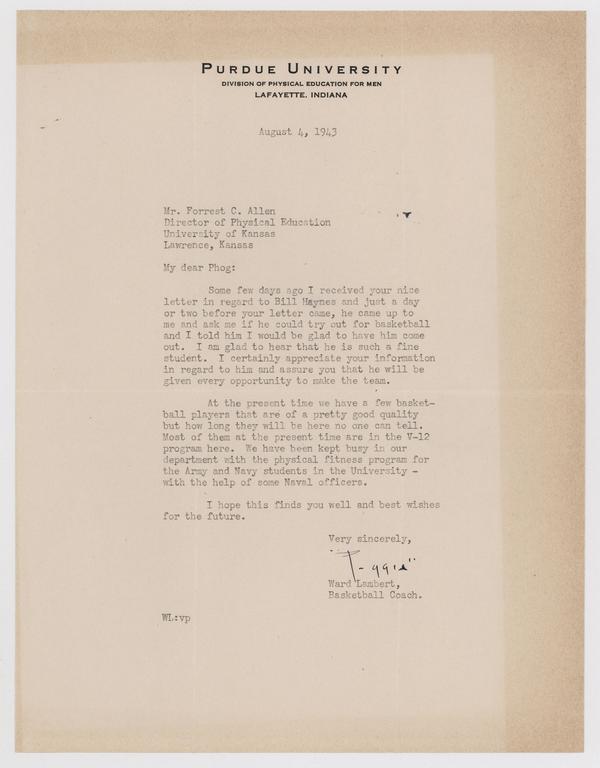 PURDUE UNIVERSITY
DIVISION OF PHYSICAL EDUCATION FOR MEN
LAFAYETTE, INDIANA
August 4, 1943
Mr. Forrest C. Allen
Director of Physical Education
University of Kansas
Lawrence, Kansas
My dear Phog:
Some few days ago I received your nice
letter in regard to Bill Haynes and just a day
or two before your letter came, he came up to
me and ask me if he could try out for basketball
and I told him I would be glad to have him come
out. I am glad to hear that he is such a fine
student. I certainly appreciate your information
in regard to him and assure you that he will be
given every opportunity to make the team.
At the present time we have a few basket-
ball players that are of a pretty good quality
but how long they will be here no one can tell.
Most of them at the present time are in the V-12
program here. We have been kept busy in our
department with the physical fitness program for
the Army and Navy students in the University -
with the help of some Naval officers.
I hope this finds you well and best wishes
for the future.
Very sincerely,
Ward Lambert,
Basketball Coach.
WL:vp